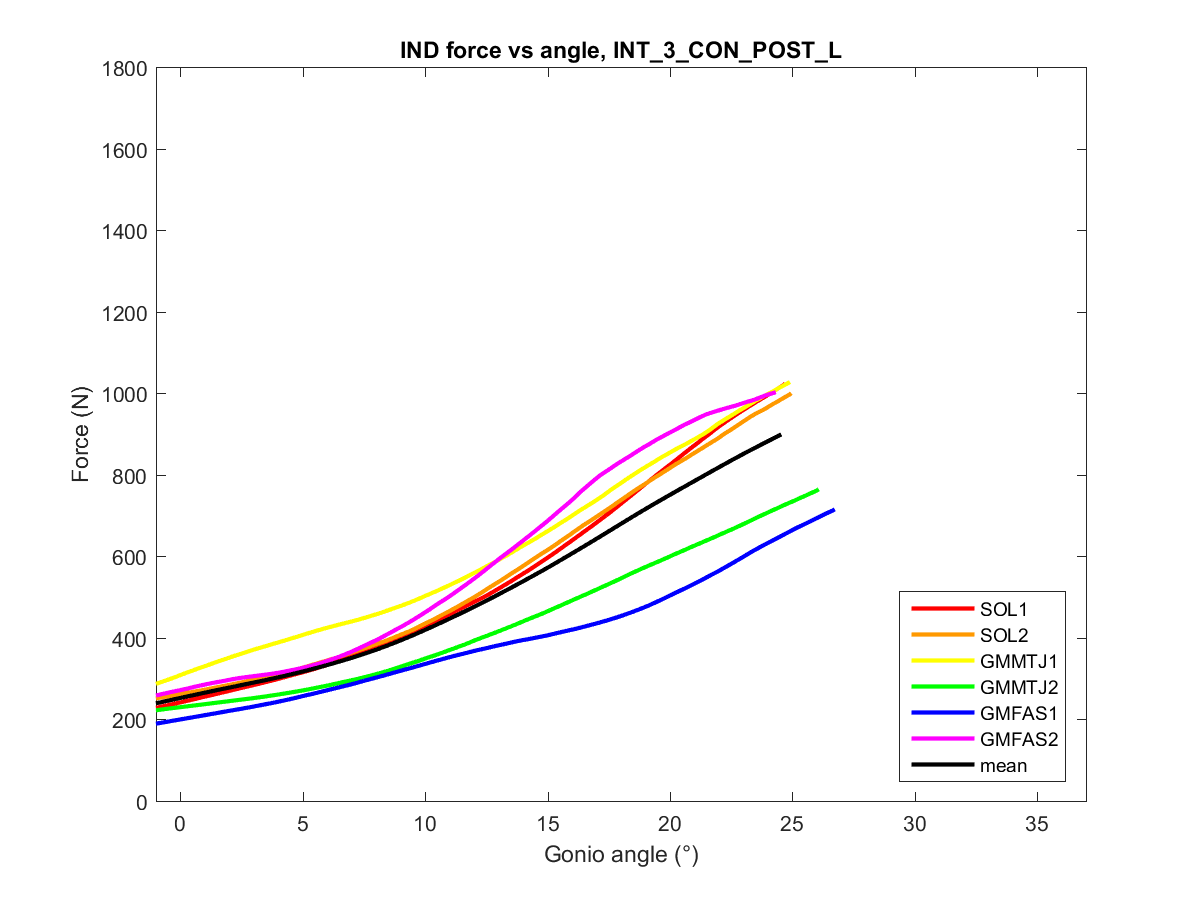 IND force vs angle, INT_3_CON_POST_L
1800
1600
1400
1200
1000
800
600
400
200
0
Force (N)
0 5 10 15 20 25 30 35
Gonio angle (°)
SOL1
SOL2
GMMTJ1
GMMTJ2
GMFAS1
GMFAS2
mean